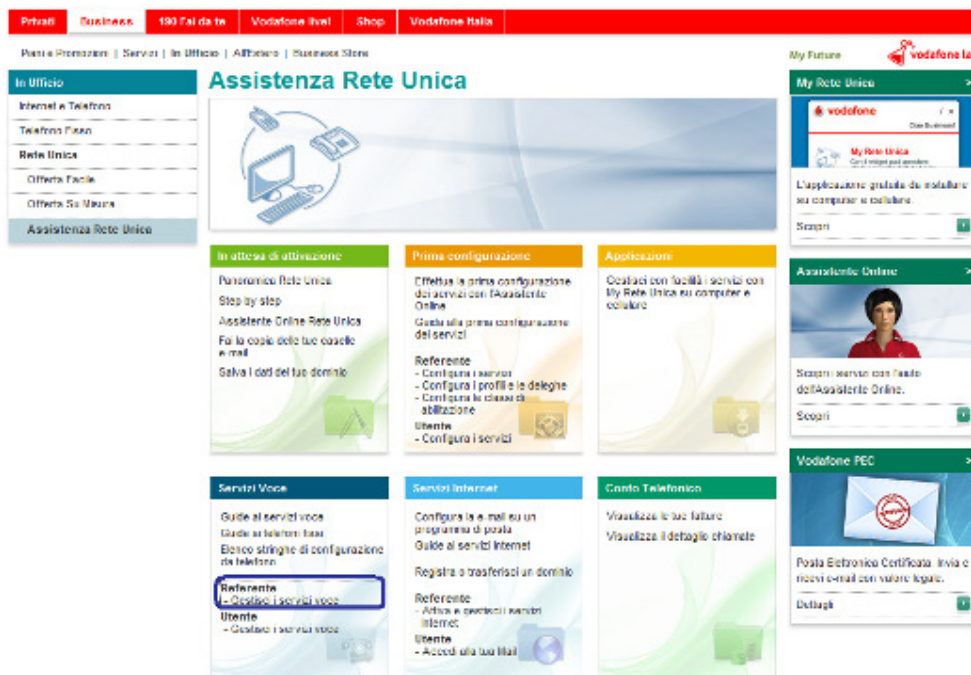 Privati Business 190 Fai da te Vodafone live! Shop Vodafone Italia
Piani e Promozioni | Servizi | In Ufficio | All'Estero | Business Store
My Future
vodafone la
In Ufficio
Internet e Telefono
Telefono Fisso
Rete Unica
Offerta Facile
Offerta Su Misura
Assistenza Rete Unica
Assistenza Rete Unica
In attesa di attivazione
Panoramica Rete Unica
Step by step
Assistente Online Rete Unica
Fai la copia delle tue caselle
e-mail
Salva i dati del tuo dominio
Prima configurazione
Effettua la prima configurazione
dei servizi con l'Assistente
Online
Guida alla prima configurazione
dei servizi
Referente
- Configura i servizi
- Configura i profili e le deleghe
- Configura le classi di
abilitazione
Utente
- Configura i servizi
Applicazioni
Gestisci con facilità i servizi con
My Rete Unica su computer e
cellulare
Servizi Voce
Guide ai servizi voce
Guide ai telefoni fissi
Elenco stringhe di configurazione
da telefono
Referente
- Gestisci i servizi voce
Utente
- Gestisci i servizi voce
Servizi Internet
Configura la e-mail su un
programma di posta
Guide ai servizi Internet
Registra o trasferisci un dominio
Referente
- Attiva e gestisci i servizi
Internet
Utente
- Accedi alla tua Mail
Conto Telefonico
Visualizza le tue fatture
Visualizza il dettaglio chiamate
My Rete Unica >
vodafone
Ciao Business!
My Rete Unica
L'applicazione gratuita da installare
su computer e cellulare.
Scopri
Assistente Online >
Scopri i servizi con l'aiuto
dell'Assistente Online.
Scopri
Vodafone PEC >
Posta Elettronica Certificata. Invia e
ricevi e-mail con valore legale.
Dettagli